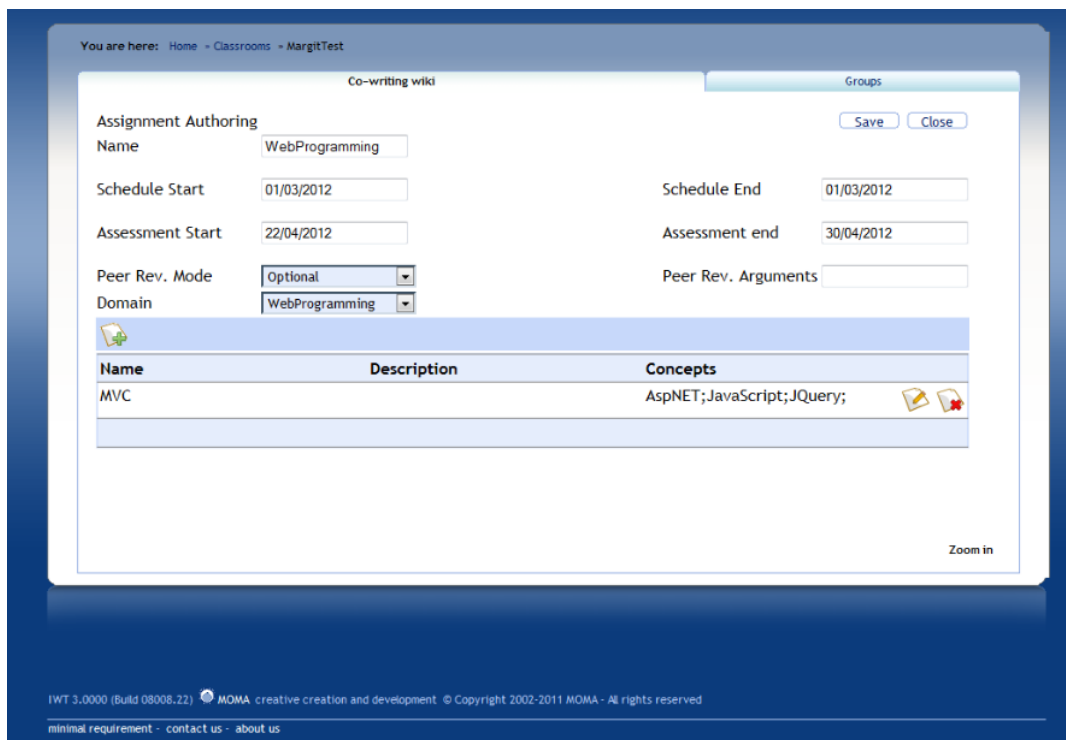 You are here: Home - Classrooms - MargitTest
Co-writing wiki Groups
Assignment Authoring Save Close
Name WebProgramming
Schedule Start 01/03/2012 Schedule End 01/03/2012
Assessment Start 22/04/2012 Assessment end 30/04/2012
Peer Rev. Mode Optional Peer Rev. Arguments
Domain WebProgramming
Name Description Concepts
MVC AspNET;JavaScript;JQuery;
Zoom in
IWT 3.0000 (Build 08008.22) MOMA creative creation and development © Copyright 2002-2011 MOMA - All rights reserved
minimal requirement - contact us - about us